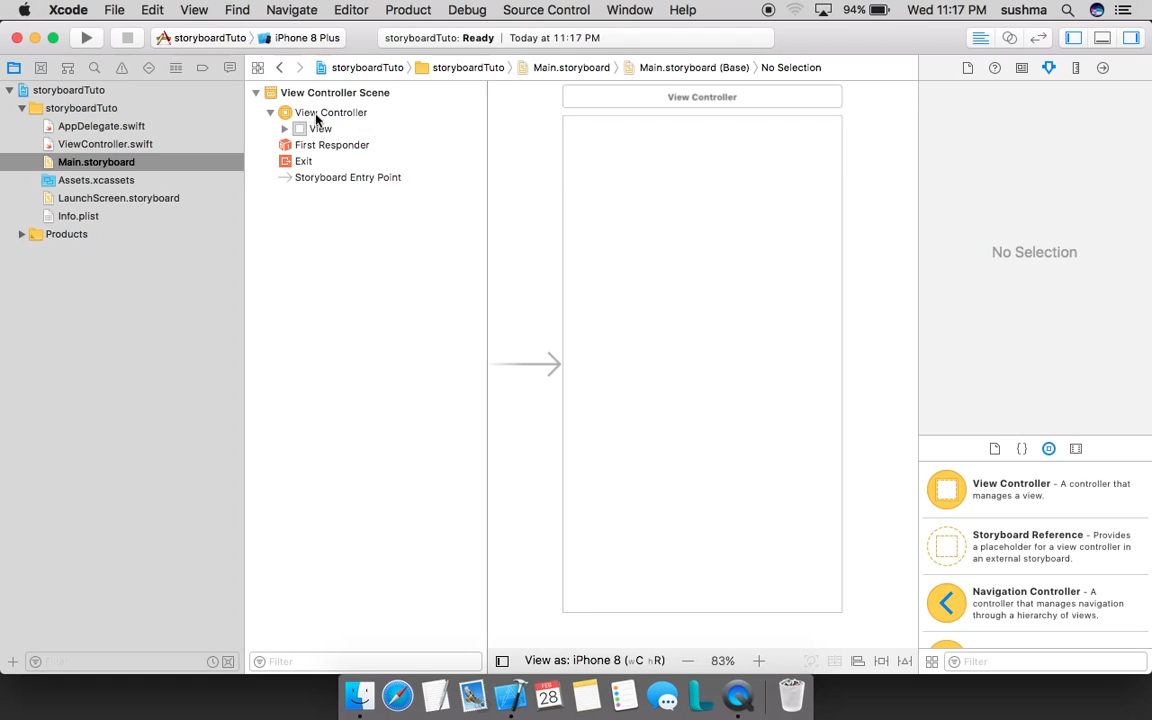 Xcode File Edit View Find Navigate Editor Product Debug Source Control Window Help 94% Wed 11:17 PM sushma
storyboardTuto iPhone 8 Plus storyboardTuto: Ready Today at 11:17 PM
storyboardTuto storyboardTuto Main.storyboard Main.storyboard (Base) No Selection
storyboardTuto
storyboardTuto
AppDelegate.swift
ViewController.swift
Main.storyboard
Assets.xcassets
LaunchScreen.storyboard
Info.plist
Products
Filter
View Controller Scene
View Controller
View
First Responder
Exit
Storyboard Entry Point
Filter
View Controller
View as: iPhone 8 (wC hR) 83%
No Selection
View Controller - A controller that
manages a view.
Storyboard Reference - Provides
a placeholder for a view controller in
an external storyboard.
Navigation Controller - A
controller that manages navigation
through a hierarchy of views.
Filter
FEB
28